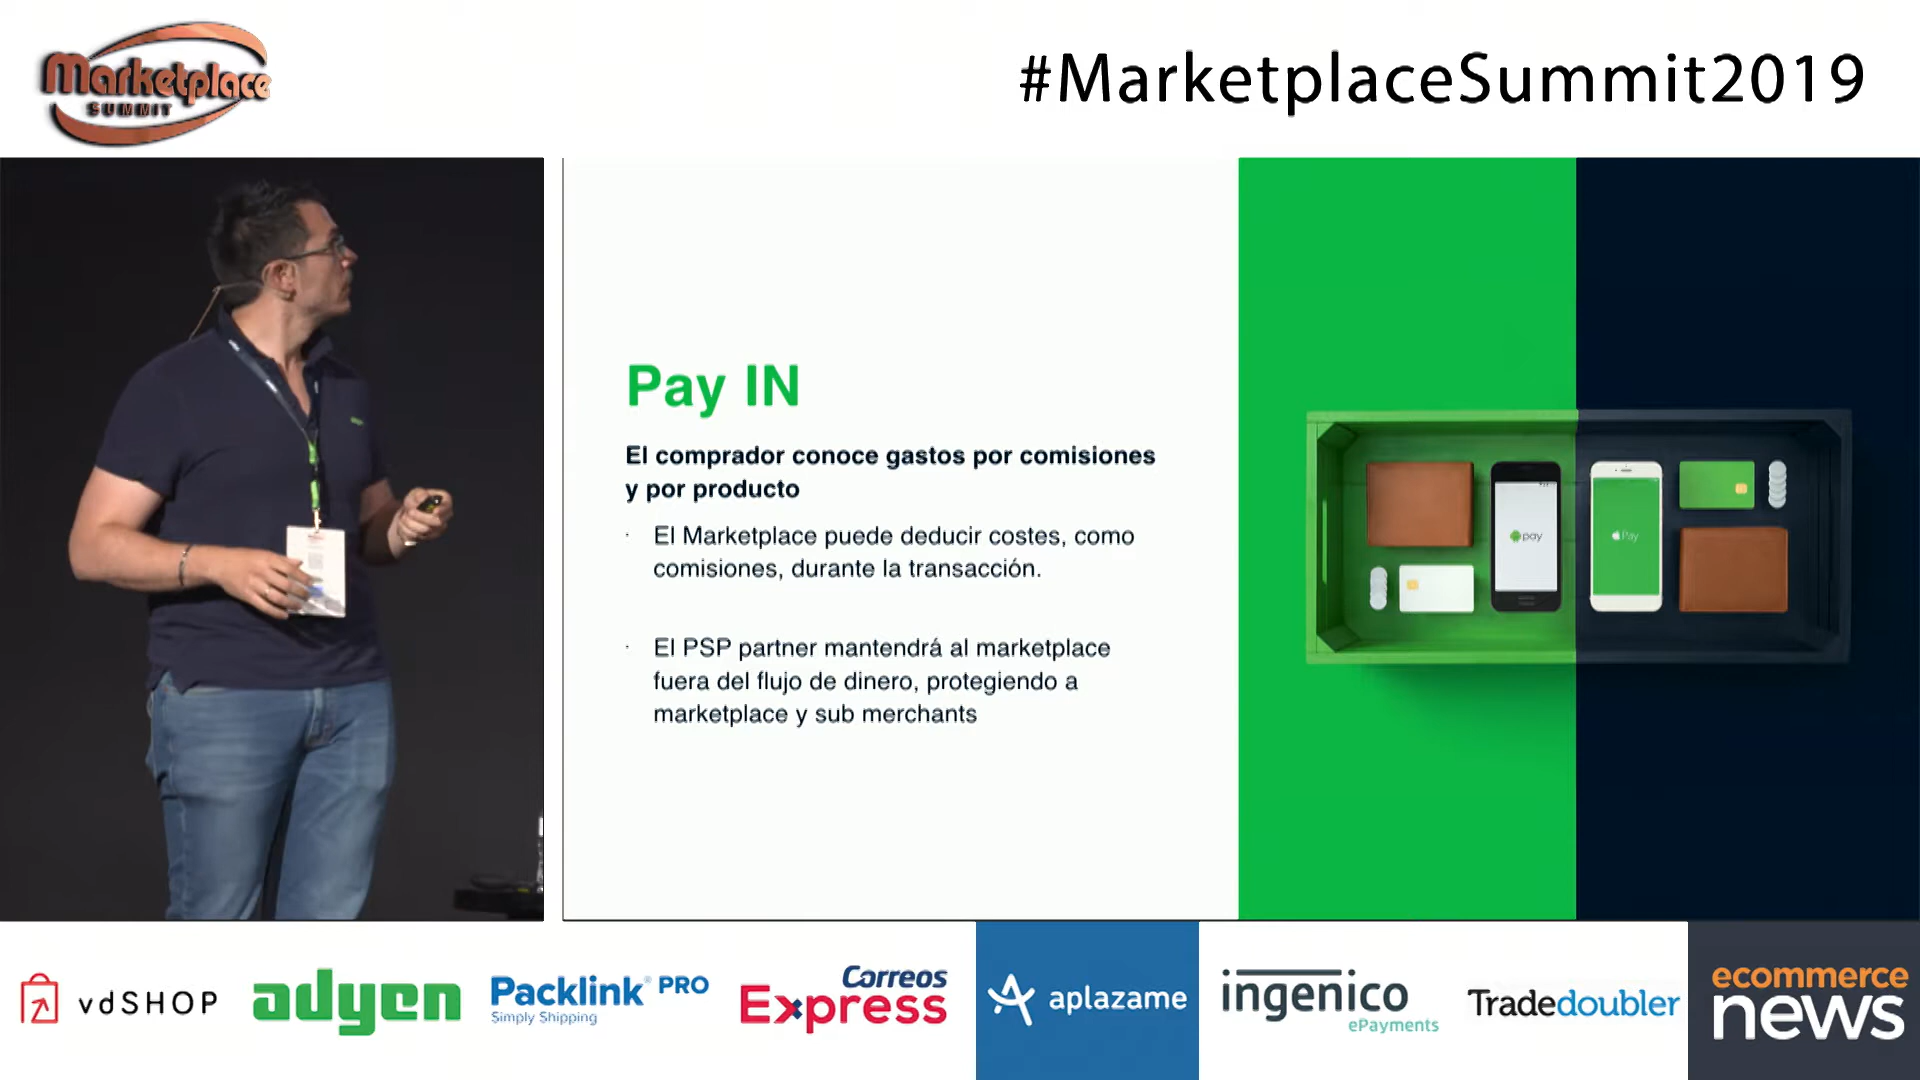 Marketplace
SUMMIT
#MarketplaceSummit2019
Pay IN
El comprador conoce gastos por comisiones
y por producto
· El Marketplace puede deducir costes, como
comisiones, durante la transacción.
· El PSP partner mantendrá al marketplace
fuera del flujo de dinero, protegiendo a
marketplace y sub merchants
pay
Pay
vdSHOP
adyen
Packlink PRO
Simply Shipping
Correos
Express
aplazame
ingenico
ePayments
Tradedoubler
ecommerce
news